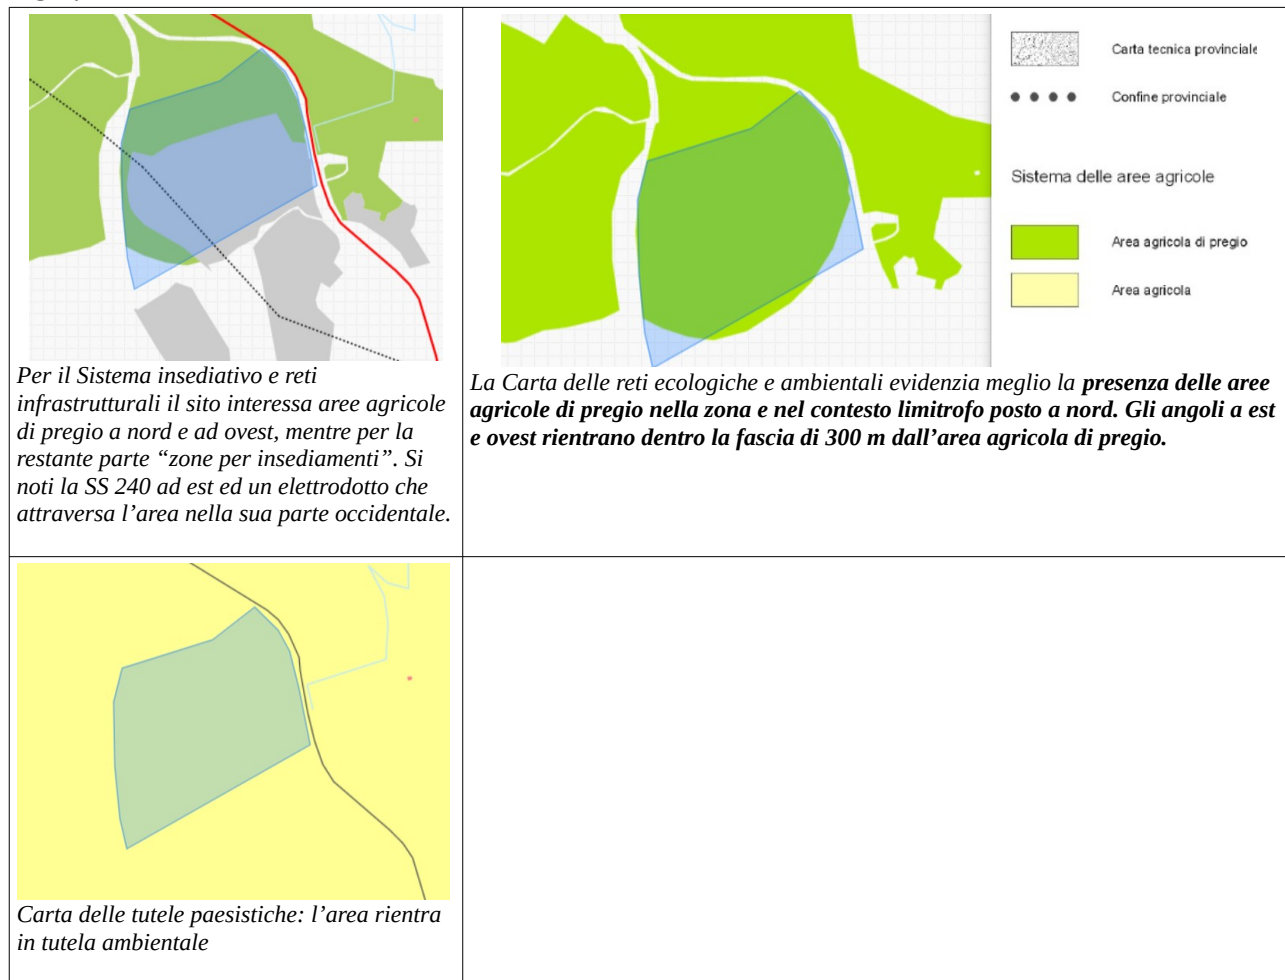 Carta tecnica provinciale
Confine provinciale
Sistema delle aree agricole
Area agricola di pregio
Area agricola
Per il Sistema insediativo e reti
infrastrutturali il sito interessa aree agricole
di pregio a nord e ad ovest, mentre per la
restante parte “zone per insediamenti”. Si
noti la SS 240 ad est ed un elettrodotto che
attraversa l’area nella sua parte occidentale.
La Carta delle reti ecologiche e ambientali evidenzia meglio la presenza delle aree
agricole di pregio nella zona e nel contesto limitrofo posto a nord. Gli angoli a est
e ovest rientrano dentro la fascia di 300 m dall’area agricola di pregio.
Carta delle tutele paesistiche: l’area rientra
in tutela ambientale